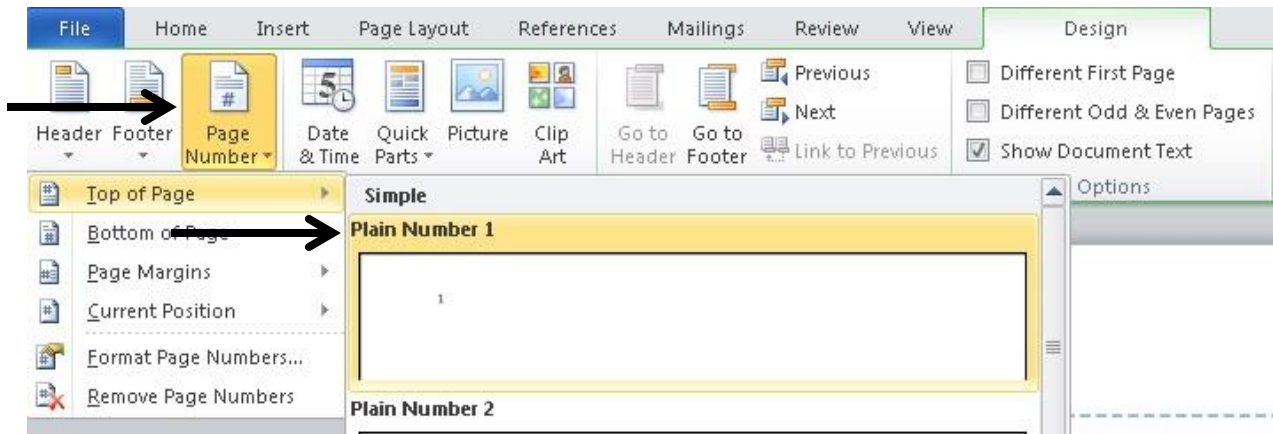 File Home Insert Page Layout References Mailings Review View Design
Previous
Different First Page
Next
Different Odd & Even Pages
Header Footer Page Number Date & Time Quick Parts Picture Clip Art Go to Header Go to Footer
Link to Previous
Show Document Text
Options
Top of Page
Simple
Bottom of Page
Plain Number 1
Page Margins
1
Current Position
Format Page Numbers...
Remove Page Numbers
Plain Number 2